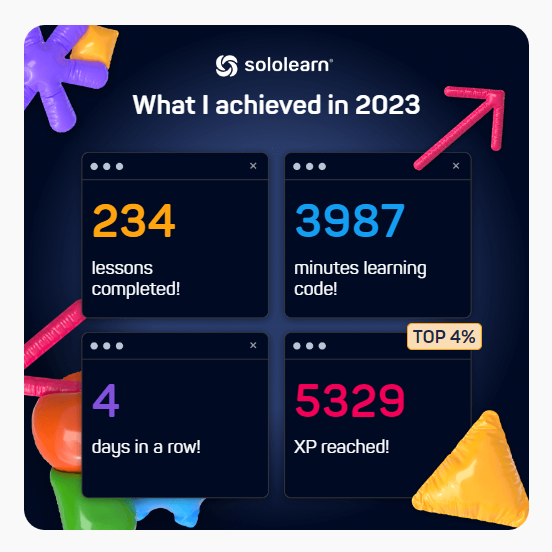 sololearn
What I achieved in 2023
234
lessons
completed!
3987
minutes learning
code!
4
days in a row!
TOP 4%
5329
XP reached!